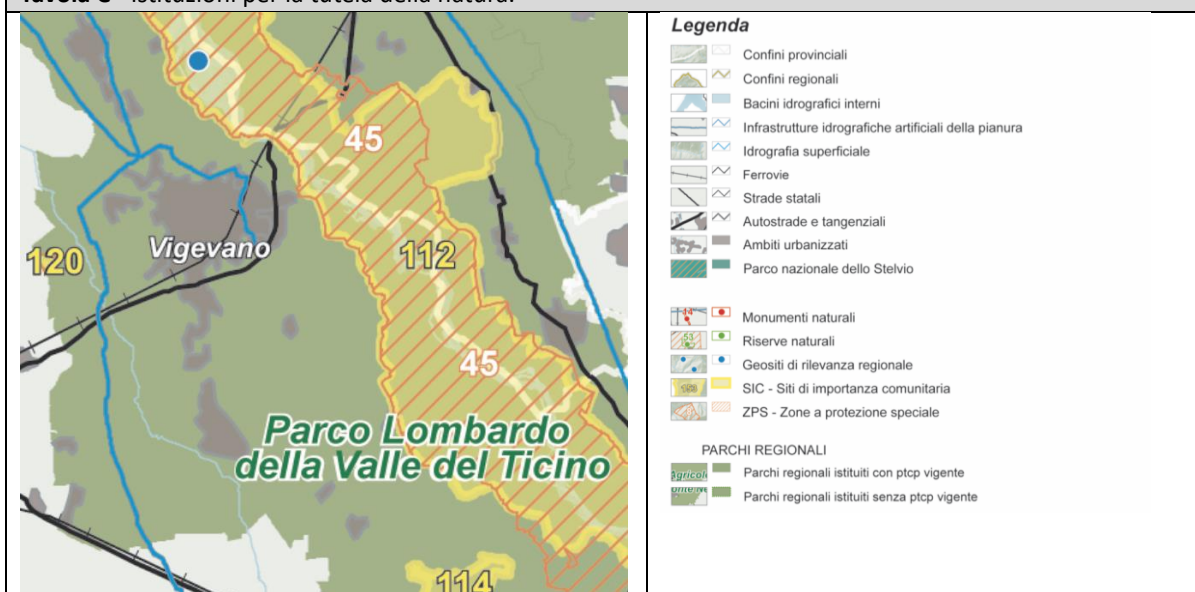 Tavola C - Istituzioni per la tutela della natura.
45
Vigevano
120
112
45
Parco Lombardo
della Valle del Ticino
114
Legenda
Confini provinciali
Confini regionali
Bacini idrografici interni
Infrastrutture idrografiche artificiali della pianura
Idrografia superficiale
Ferrovie
Strade statali
Autostrade e tangenziali
Ambiti urbanizzati
Parco nazionale dello Stelvio
Monumenti naturali
Riserve naturali
Geositi di rilevanza regionale
SIC - Siti di importanza comunitaria
ZPS - Zone a protezione speciale
PARCHI REGIONALI
Parchi regionali istituiti con ptcp vigente
Parchi regionali istituiti senza ptcp vigente